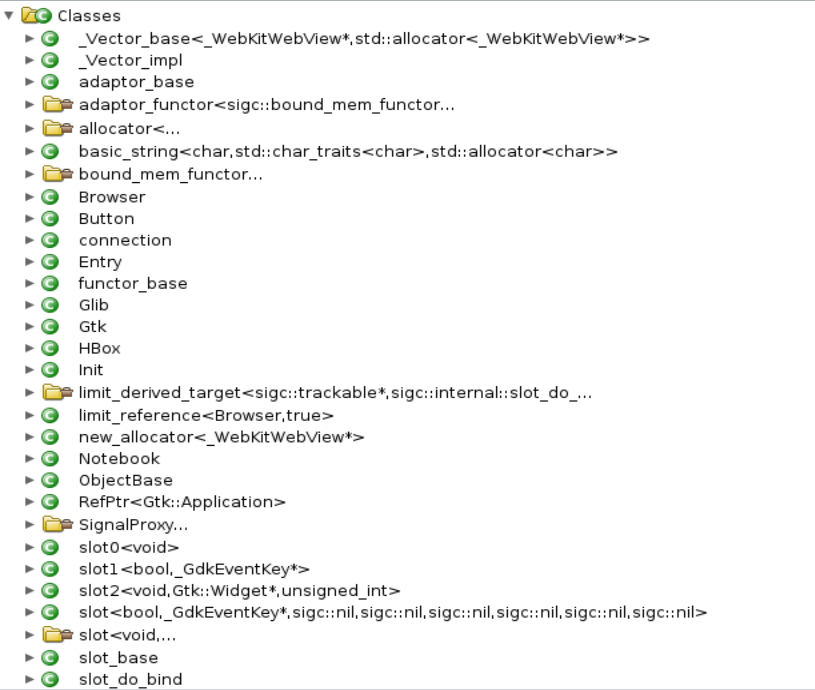 Classes
_Vector_base<_WebKitWebView*,std::allocator<_WebKitWebView*>>
_Vector_impl
adaptor_base
adaptor_functor<sigc::bound_mem_functor...
allocator<...
basic_string<char,std::char_traits<char>,std::allocator<char>>
bound_mem_functor...
Browser
Button
connection
Entry
functor_base
Glib
Gtk
HBox
Init
limit_derived_target<sigc::trackable*,sigc::internal::slot_do_...
limit_reference<Browser,true>
new_allocator<_WebKitWebView*>
Notebook
ObjectBase
RefPtr<Gtk::Application>
SignalProxy...
slot0<void>
slot1<bool,_GdkEventKey*>
slot2<void,Gtk::Widget*,unsigned_int>
slot<bool,_GdkEventKey*,sigc::nil,sigc::nil,sigc::nil,sigc::nil,sigc::nil,sigc::nil>
slot<void,...
slot_base
slot_do_bind